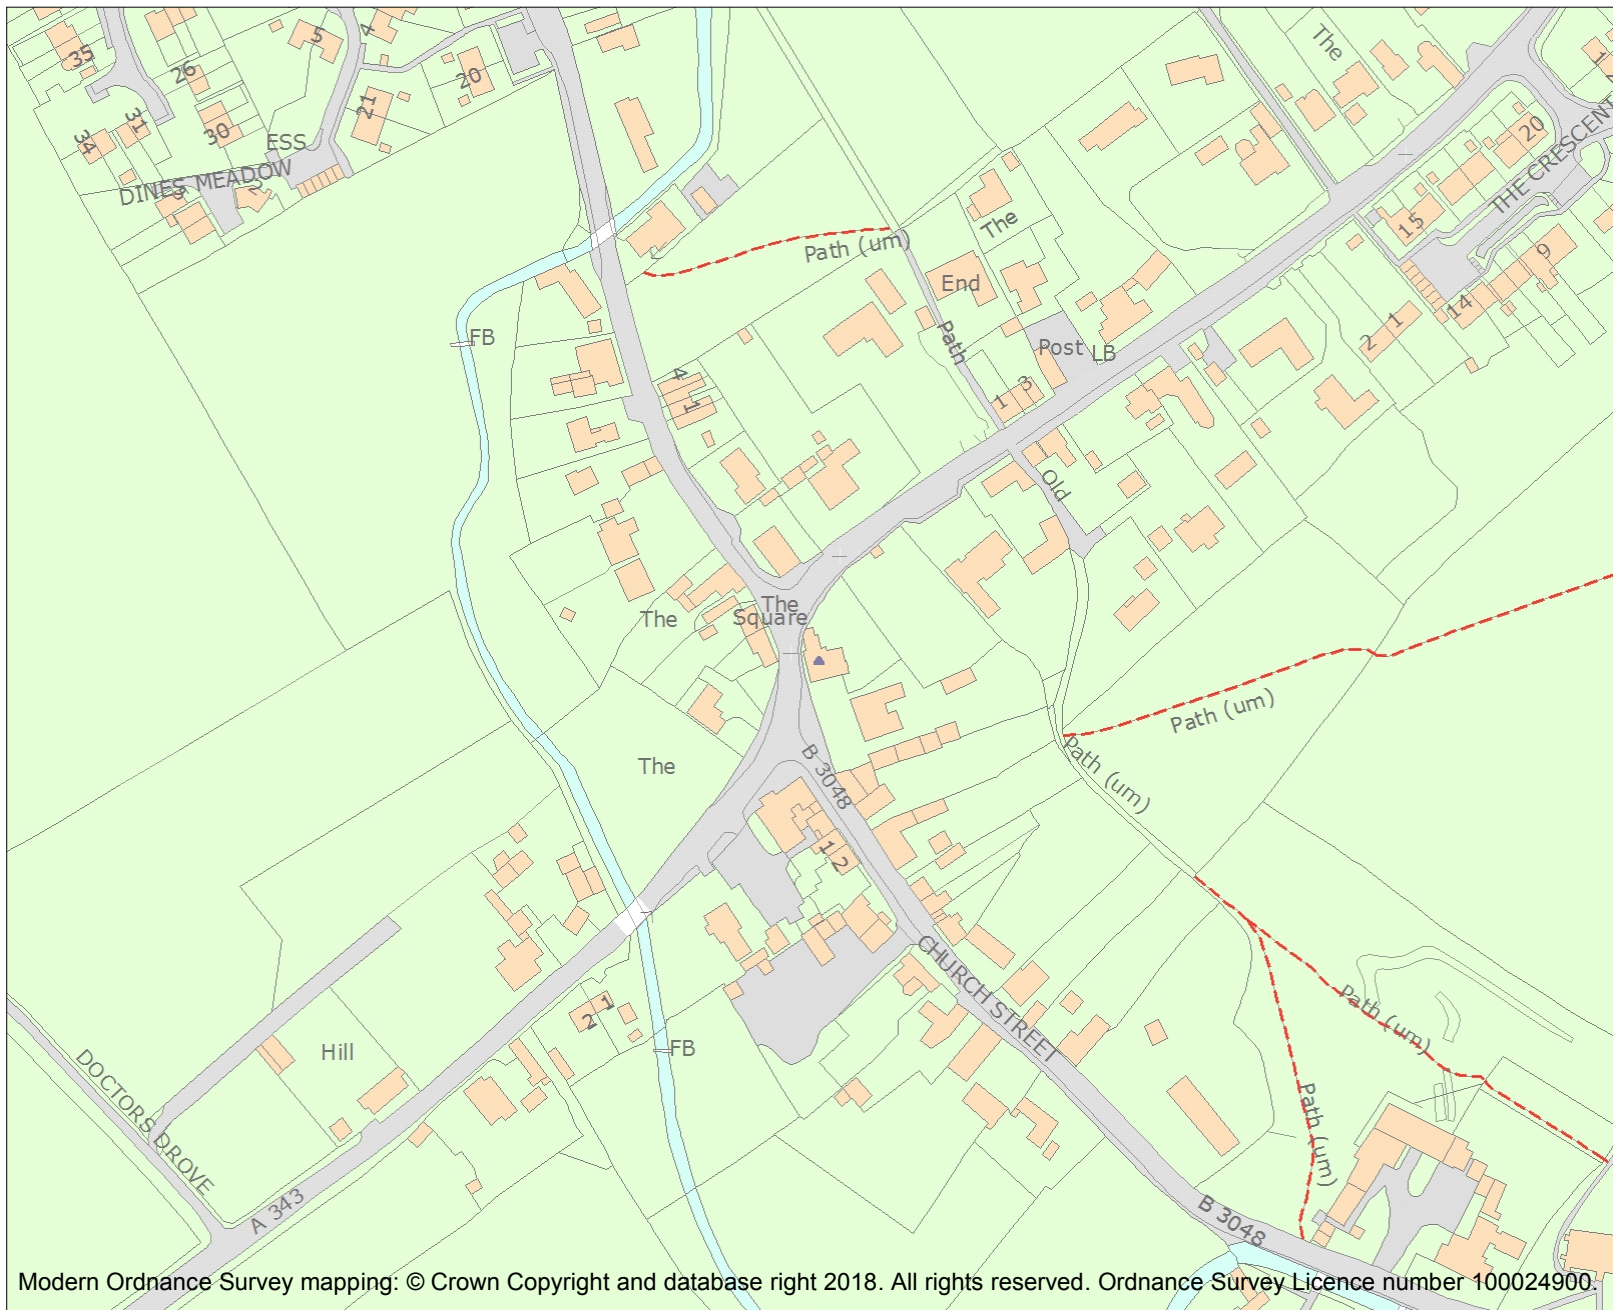 35
26
5
4
20
21
34
31
30
ESS
DINES MEADOW
3
2
The
20
THE CRESCENT
15
The
Path (um)
End
9
14
1
2
FB
Path
Post
LB
4
1
3
1
Old
The
Square
The
Path (um)
The
B 3048
Path (um)
1 2
CHURCH STREET
Path (um)
1
2
Hill
FB
DOCTORS DROVE
Path (um)
A 343
B 3048
Modern Ordnance Survey mapping: © Crown Copyright and database right 2018. All rights reserved. Ordnance Survey Licence number 100024900.